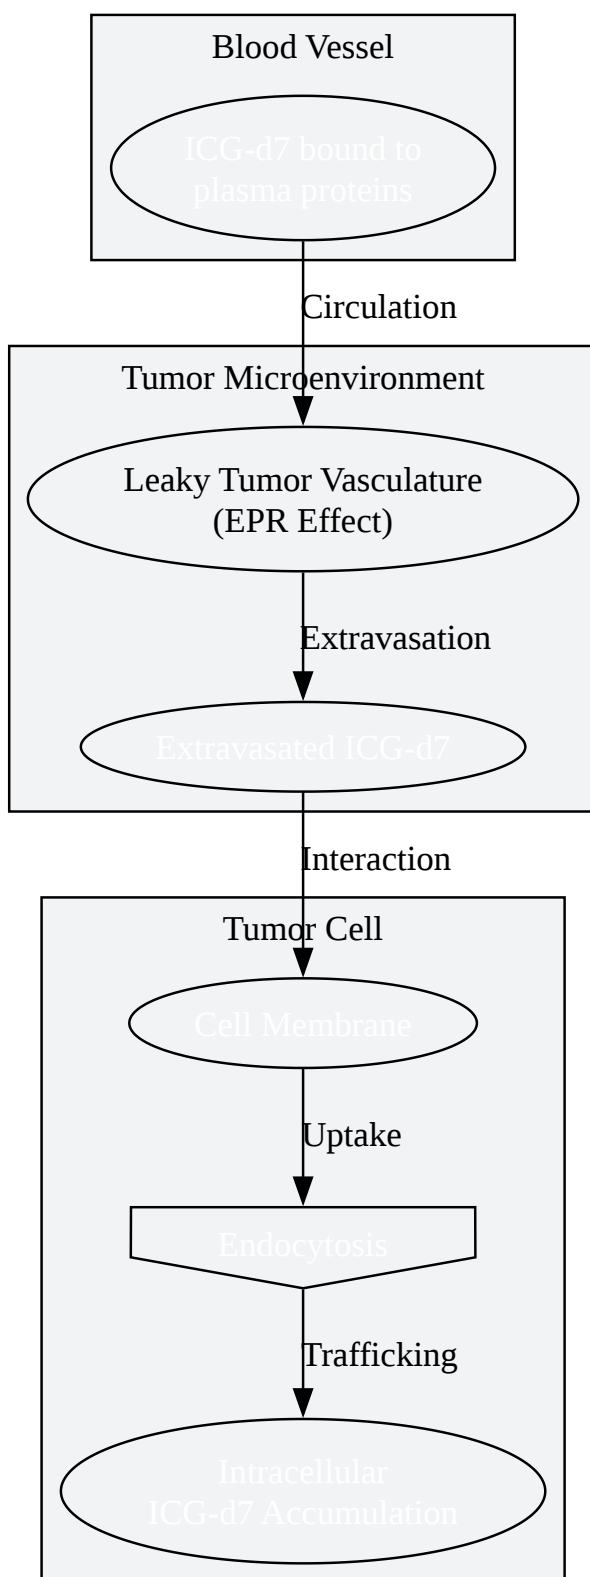 Blood Vessel
ICG-d7 bound to
plasma proteins
Circulation
Tumor Microenvironment
Leaky Tumor Vasculature
(EPR Effect)
Extravasation
Extravasated ICG-d7
Interaction
Tumor Cell
Cell Membrane
Uptake
Endocytosis
Trafficking
Intracellular
ICG-d7 Accumulation